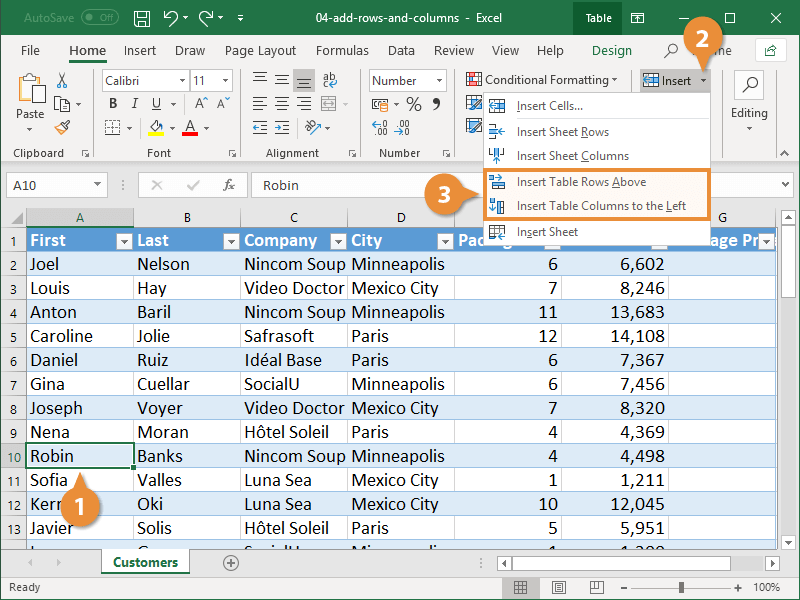 AutoSave Off 04-add-rows-and-columns - Excel Table
File Home Insert Draw Page Layout Formulas Data Review View Help Design
2
Calibri 11 Number Conditional Formatting Insert
Paste B I U Editing
Clipboard Font Alignment Number
Insert Cells...
Insert Sheet Rows
Insert Sheet Columns
3
Insert Table Rows Above
Insert Table Columns to the Left
Insert Sheet
A10 fx Robin
A B C D G
1 First Last Company City
2 Joel Nelson Nincom Soup Minneapolis 6 6,602
3 Louis Hay Video Doctor Mexico City 7 8,246
4 Anton Baril Nincom Soup Minneapolis 11 13,683
5 Caroline Jolie Safrasoft Paris 12 14,108
6 Daniel Ruiz Idéal Base Paris 6 7,367
7 Gina Cuellar SocialU Minneapolis 6 7,456
8 Joseph Voyer Video Doctor Mexico City 7 8,320
9 Nena Moran Hôtel Soleil Paris 4 4,369
10 Robin Banks Nincom Soup Minneapolis 4 4,498
11 Sofia Valles Luna Sea Mexico City 1 1,211
12 Kerr Oki Luna Sea Mexico City 10 12,045
1
13 Javier Solis Hôtel Soleil Paris 5 5,951
Customers
Ready 100%